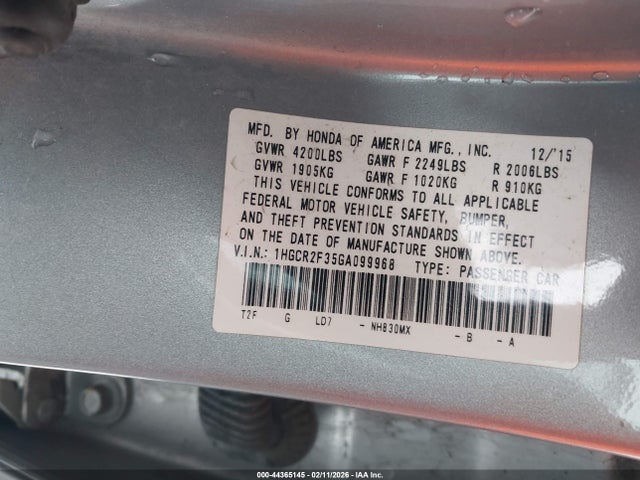 MFD. BY HONDA OF AMERICA MFG., INC. 12/'15
GVWR 4200LBS GAWR F 2249LBS R 2006LBS
GVWR 1905KG GAWR F 1020KG R 910KG
THIS VEHICLE CONFORMS TO ALL APPLICABLE
FEDERAL MOTOR VEHICLE SAFETY, BUMPER,
AND THEFT PREVENTION STANDARDS IN EFFECT
ON THE DATE OF MANUFACTURE SHOWN ABOVE.
V.I.N.: 1HGCR2F35GA099968 TYPE: PASSENGER CAR
T2F G LD7 - NH830MX - B - A
000-44365145 - 02/11/2026 - IAA Inc.